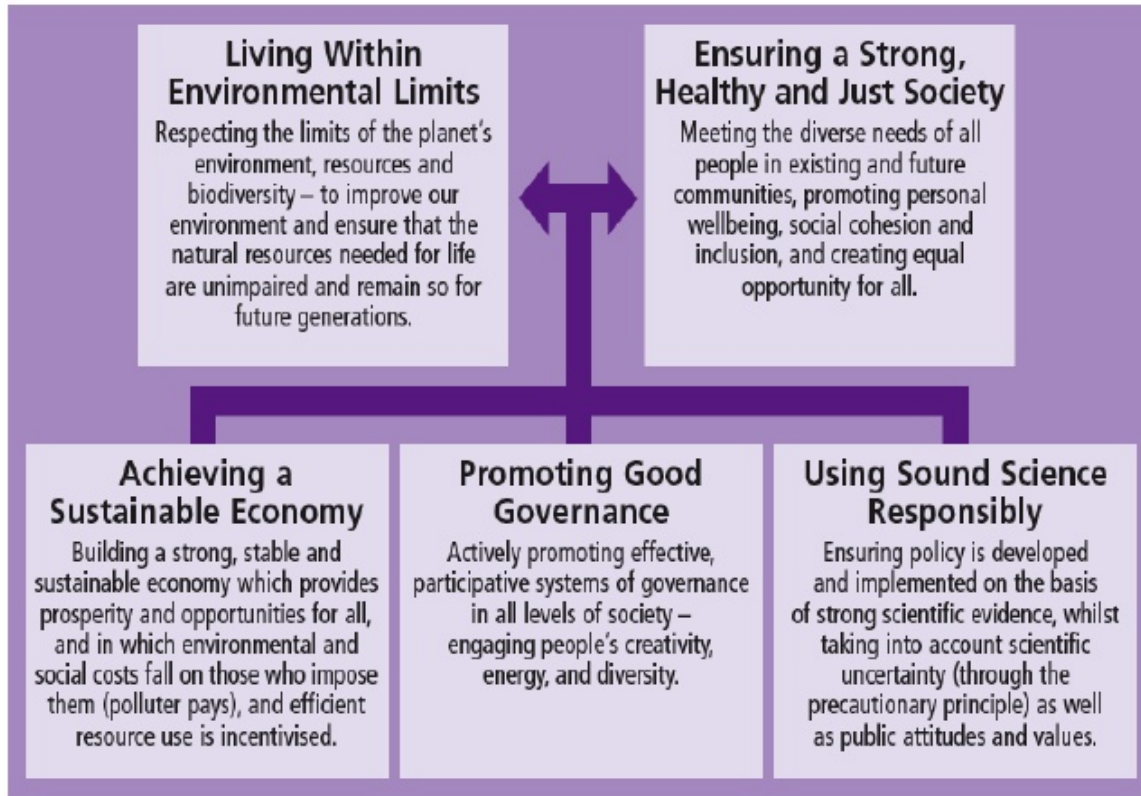 Living Within
Environmental Limits
Respecting the limits of the planet's
environment, resources and
biodiversity – to improve our
environment and ensure that the
natural resources needed for life
are unimpaired and remain so for
future generations.
Ensuring a Strong,
Healthy and Just Society
Meeting the diverse needs of all
people in existing and future
communities, promoting personal
wellbeing, social cohesion and
inclusion, and creating equal
opportunity for all.
Achieving a
Sustainable Economy
Building a strong, stable and
sustainable economy which provides
prosperity and opportunities for all,
and in which environmental and
social costs fall on those who impose
them (polluter pays), and efficient
resource use is incentivised.
Promoting Good
Governance
Actively promoting effective,
participative systems of governance
in all levels of society –
engaging people's creativity,
energy, and diversity.
Using Sound Science
Responsibly
Ensuring policy is developed
and implemented on the basis
of strong scientific evidence, whilst
taking into account scientific
uncertainty (through the
precautionary principle) as well
as public attitudes and values.